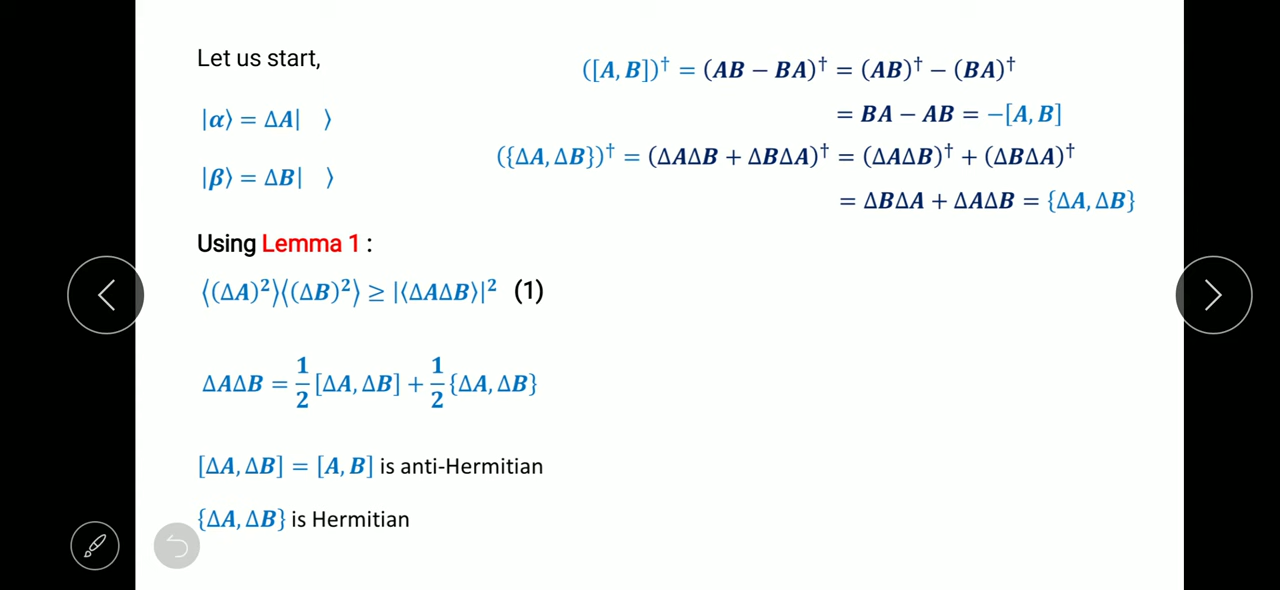 Let us start,
|α⟩ = ΔA|   ⟩
|β⟩ = ΔB|   ⟩
([A, B])† = (AB − BA)† = (AB)† − (BA)†
= BA − AB = −[A, B]
({ΔA, ΔB})† = (ΔAΔB + ΔBΔA)† = (ΔAΔB)† + (ΔBΔA)†
= ΔBΔA + ΔAΔB = {ΔA, ΔB}
Using Lemma 1 :
⟨(ΔA)²⟩⟨(ΔB)²⟩ ≥ |⟨ΔAΔB⟩|² (1)
ΔAΔB = 1/2 [ΔA, ΔB] + 1/2 {ΔA, ΔB}
[ΔA, ΔB] = [A, B] is anti-Hermitian
{ΔA, ΔB} is Hermitian